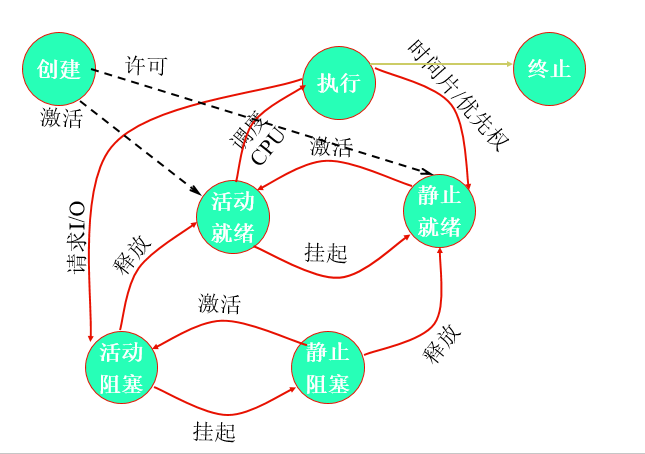 创建
许可
执行
时间片/优先权
终止
激活
调度
CPU
激活
活动
就绪
静止
就绪
请求I/O
释放
挂起
激活
活动
阻塞
静止
阻塞
释放
挂起